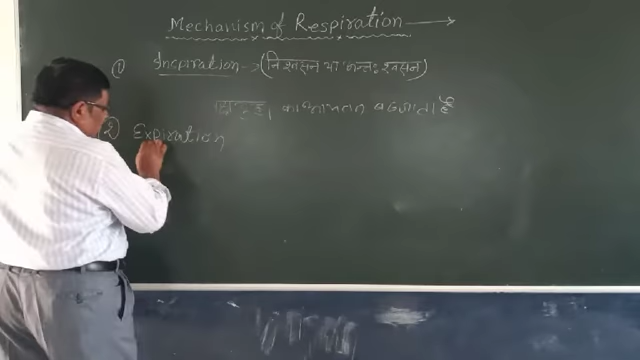 Mechanism of Respiration →
① Inspiration → (निश्वसन या अन्तः श्वसन)
का आयतन बढ़ जाता है
② Expiration